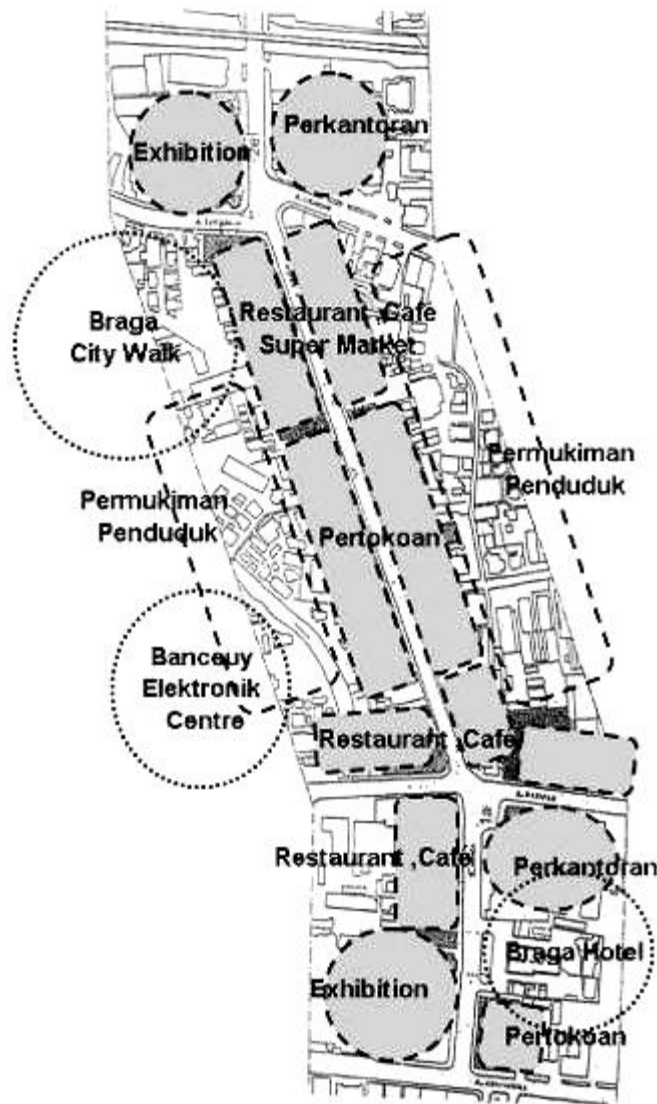 Perkantoran
Exhibition
Restaurant ,Cafe
Super Market
Braga
City Walk
Permukiman
Penduduk
Permukiman
Penduduk
Pertokoan
Banceuy
Elektronik
Centre
Restaurant ,Cafe
Restaurant ,Café
Perkantoran
Braga Hotel
Exhibition
Pertokoan